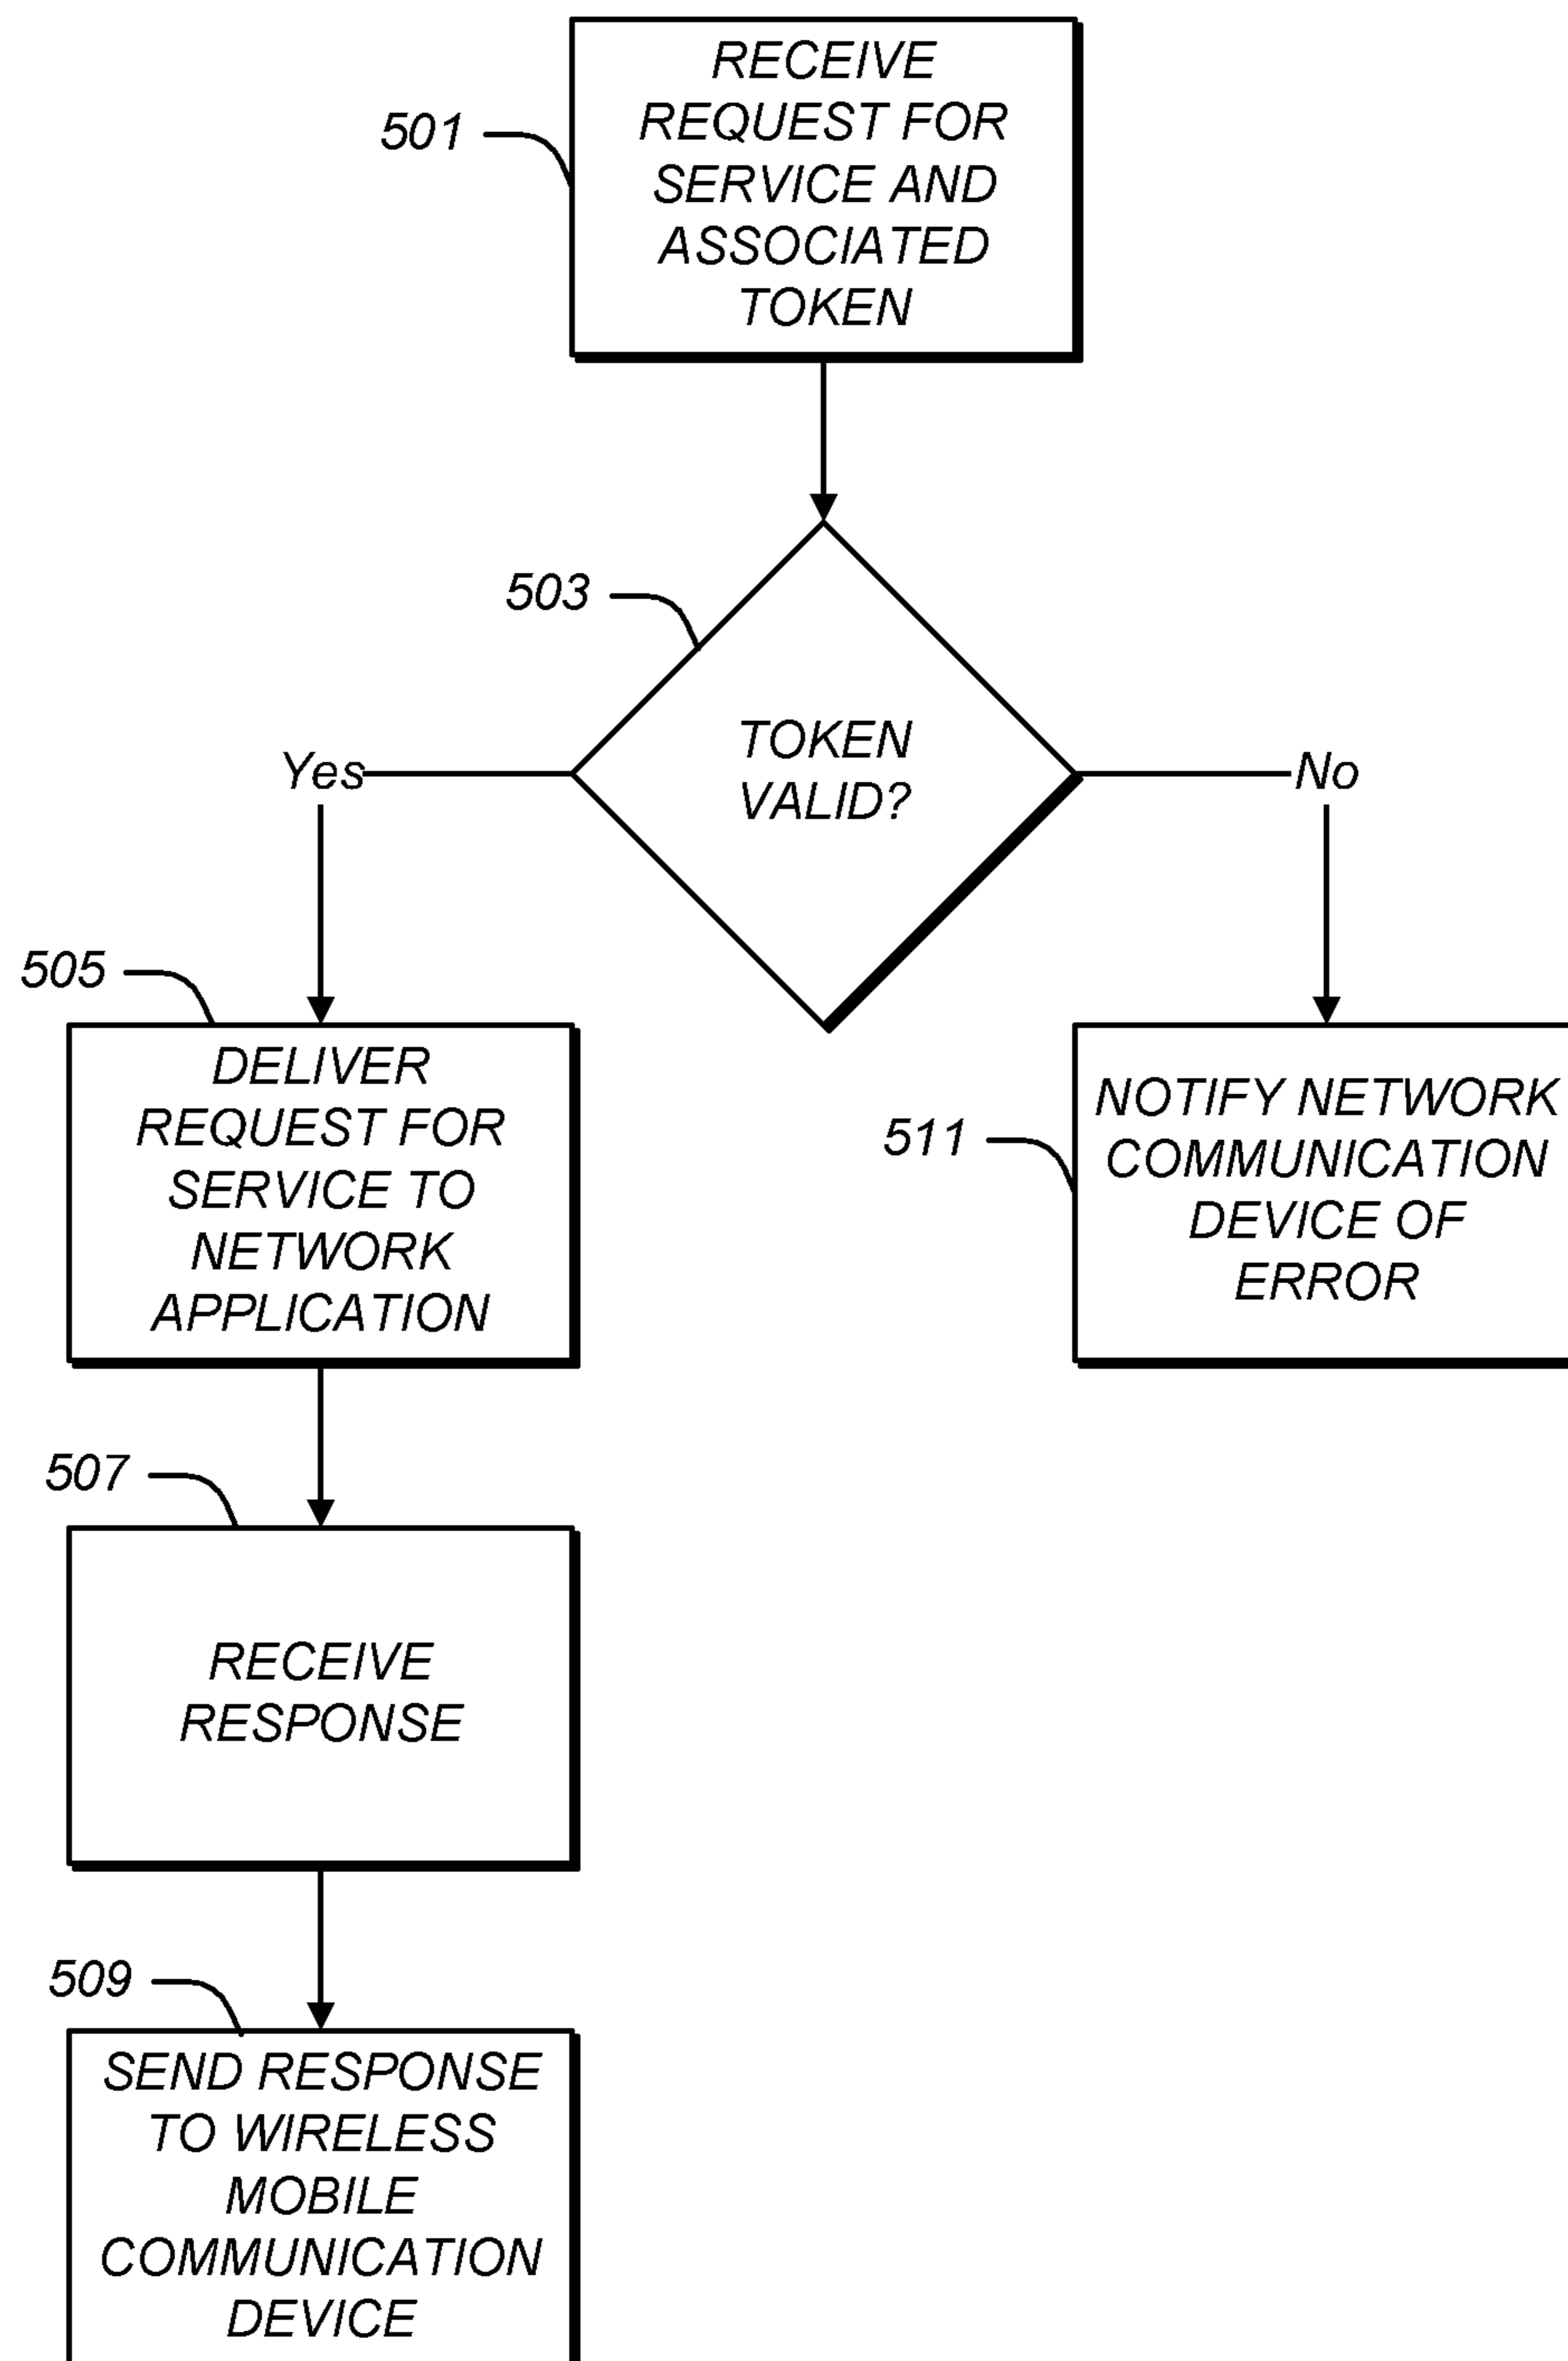 501
RECEIVE
REQUEST FOR
SERVICE AND
ASSOCIATED
TOKEN
503
TOKEN
VALID?
Yes
No
505
DELIVER
REQUEST FOR
SERVICE TO
NETWORK
APPLICATION
511
NOTIFY NETWORK
COMMUNICATION
DEVICE OF
ERROR
507
RECEIVE
RESPONSE
509
SEND RESPONSE
TO WIRELESS
MOBILE
COMMUNICATION
DEVICE